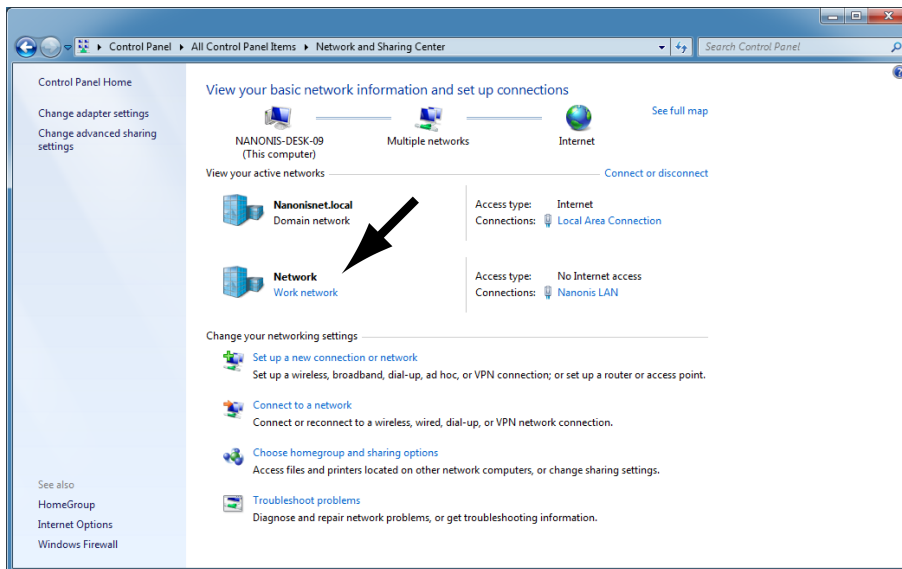 Control Panel ▸ All Control Panel Items ▸ Network and Sharing Center
Search Control Panel
Control Panel Home
Change adapter settings
Change advanced sharing
settings
See also
HomeGroup
Internet Options
Windows Firewall
View your basic network information and set up connections
See full map
NANONIS-DESK-09
(This computer)
Multiple networks
Internet
View your active networks
Connect or disconnect
Nanonisnet.local
Domain network
Access type: Internet
Connections: Local Area Connection
Network
Work network
Access type: No Internet access
Connections: Nanonis LAN
Change your networking settings
Set up a new connection or network
Set up a wireless, broadband, dial-up, ad hoc, or VPN connection; or set up a router or access point.
Connect to a network
Connect or reconnect to a wireless, wired, dial-up, or VPN network connection.
Choose homegroup and sharing options
Access files and printers located on other network computers, or change sharing settings.
Troubleshoot problems
Diagnose and repair network problems, or get troubleshooting information.